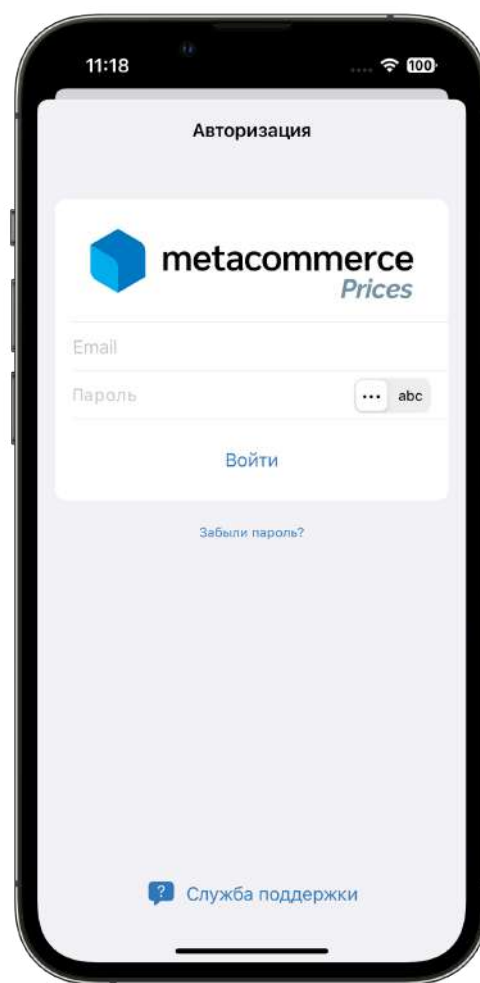 11:18
100
Авторизация
metacommerce
Prices
Email
Пароль
••• abc
Войти
Забыли пароль?
? Служба поддержки